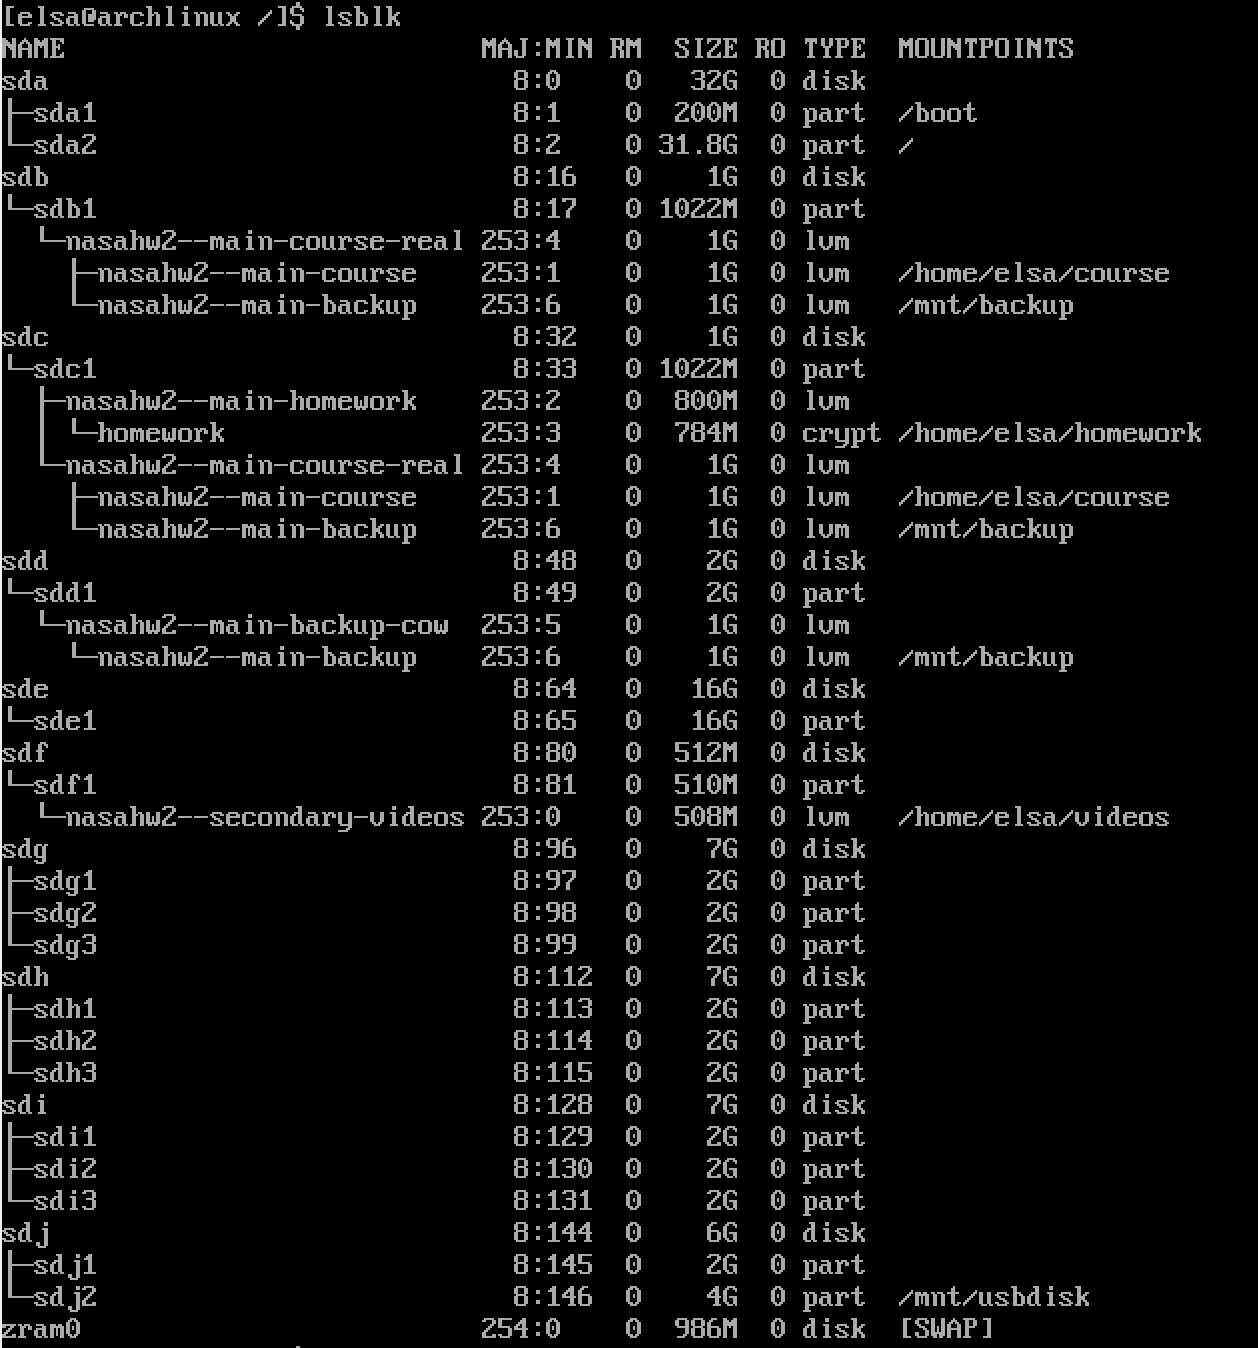 [elsa@archlinux /]$ lsblk
NAME                          MAJ:MIN RM   SIZE RO TYPE  MOUNTPOINTS
sda                             8:0    0    32G  0 disk
├─sda1                          8:1    0   200M  0 part  /boot
└─sda2                          8:2    0 31.8G  0 part  /
sdb                             8:16   0     1G  0 disk
└─sdb1                          8:17   0 1022M  0 part
  └─nasahw2--main-course-real 253:4    0     1G  0 lvm
    ├─nasahw2--main-course    253:1    0     1G  0 lvm   /home/elsa/course
    └─nasahw2--main-backup    253:6    0     1G  0 lvm   /mnt/backup
sdc                             8:32   0     1G  0 disk
└─sdc1                          8:33   0 1022M  0 part
  ├─nasahw2--main-homework    253:2    0   800M  0 lvm
  │ └─homework                253:3    0   784M  0 crypt /home/elsa/homework
  └─nasahw2--main-course-real 253:4    0     1G  0 lvm
    ├─nasahw2--main-course    253:1    0     1G  0 lvm   /home/elsa/course
    └─nasahw2--main-backup    253:6    0     1G  0 lvm   /mnt/backup
sdd                             8:48   0     2G  0 disk
└─sdd1                          8:49   0     2G  0 part
  └─nasahw2--main-backup-cow  253:5    0     1G  0 lvm
    └─nasahw2--main-backup    253:6    0     1G  0 lvm   /mnt/backup
sde                             8:64   0    16G  0 disk
└─sde1                          8:65   0    16G  0 part
sdf                             8:80   0   512M  0 disk
└─sdf1                          8:81   0   510M  0 part
  └─nasahw2--secondary-videos 253:0    0   508M  0 lvm   /home/elsa/videos
sdg                             8:96   0     7G  0 disk
├─sdg1                          8:97   0     2G  0 part
├─sdg2                          8:98   0     2G  0 part
└─sdg3                          8:99   0     2G  0 part
sdh                             8:112  0     7G  0 disk
├─sdh1                          8:113  0     2G  0 part
├─sdh2                          8:114  0     2G  0 part
└─sdh3                          8:115  0     2G  0 part
sdi                             8:128  0     7G  0 disk
├─sdi1                          8:129  0     2G  0 part
├─sdi2                          8:130  0     2G  0 part
└─sdi3                          8:131  0     2G  0 part
sdj                             8:144  0     6G  0 disk
├─sdj1                          8:145  0     2G  0 part
└─sdj2                          8:146  0     4G  0 part  /mnt/usbdisk
zram0                         254:0    0   986M  0 disk  [SWAP]